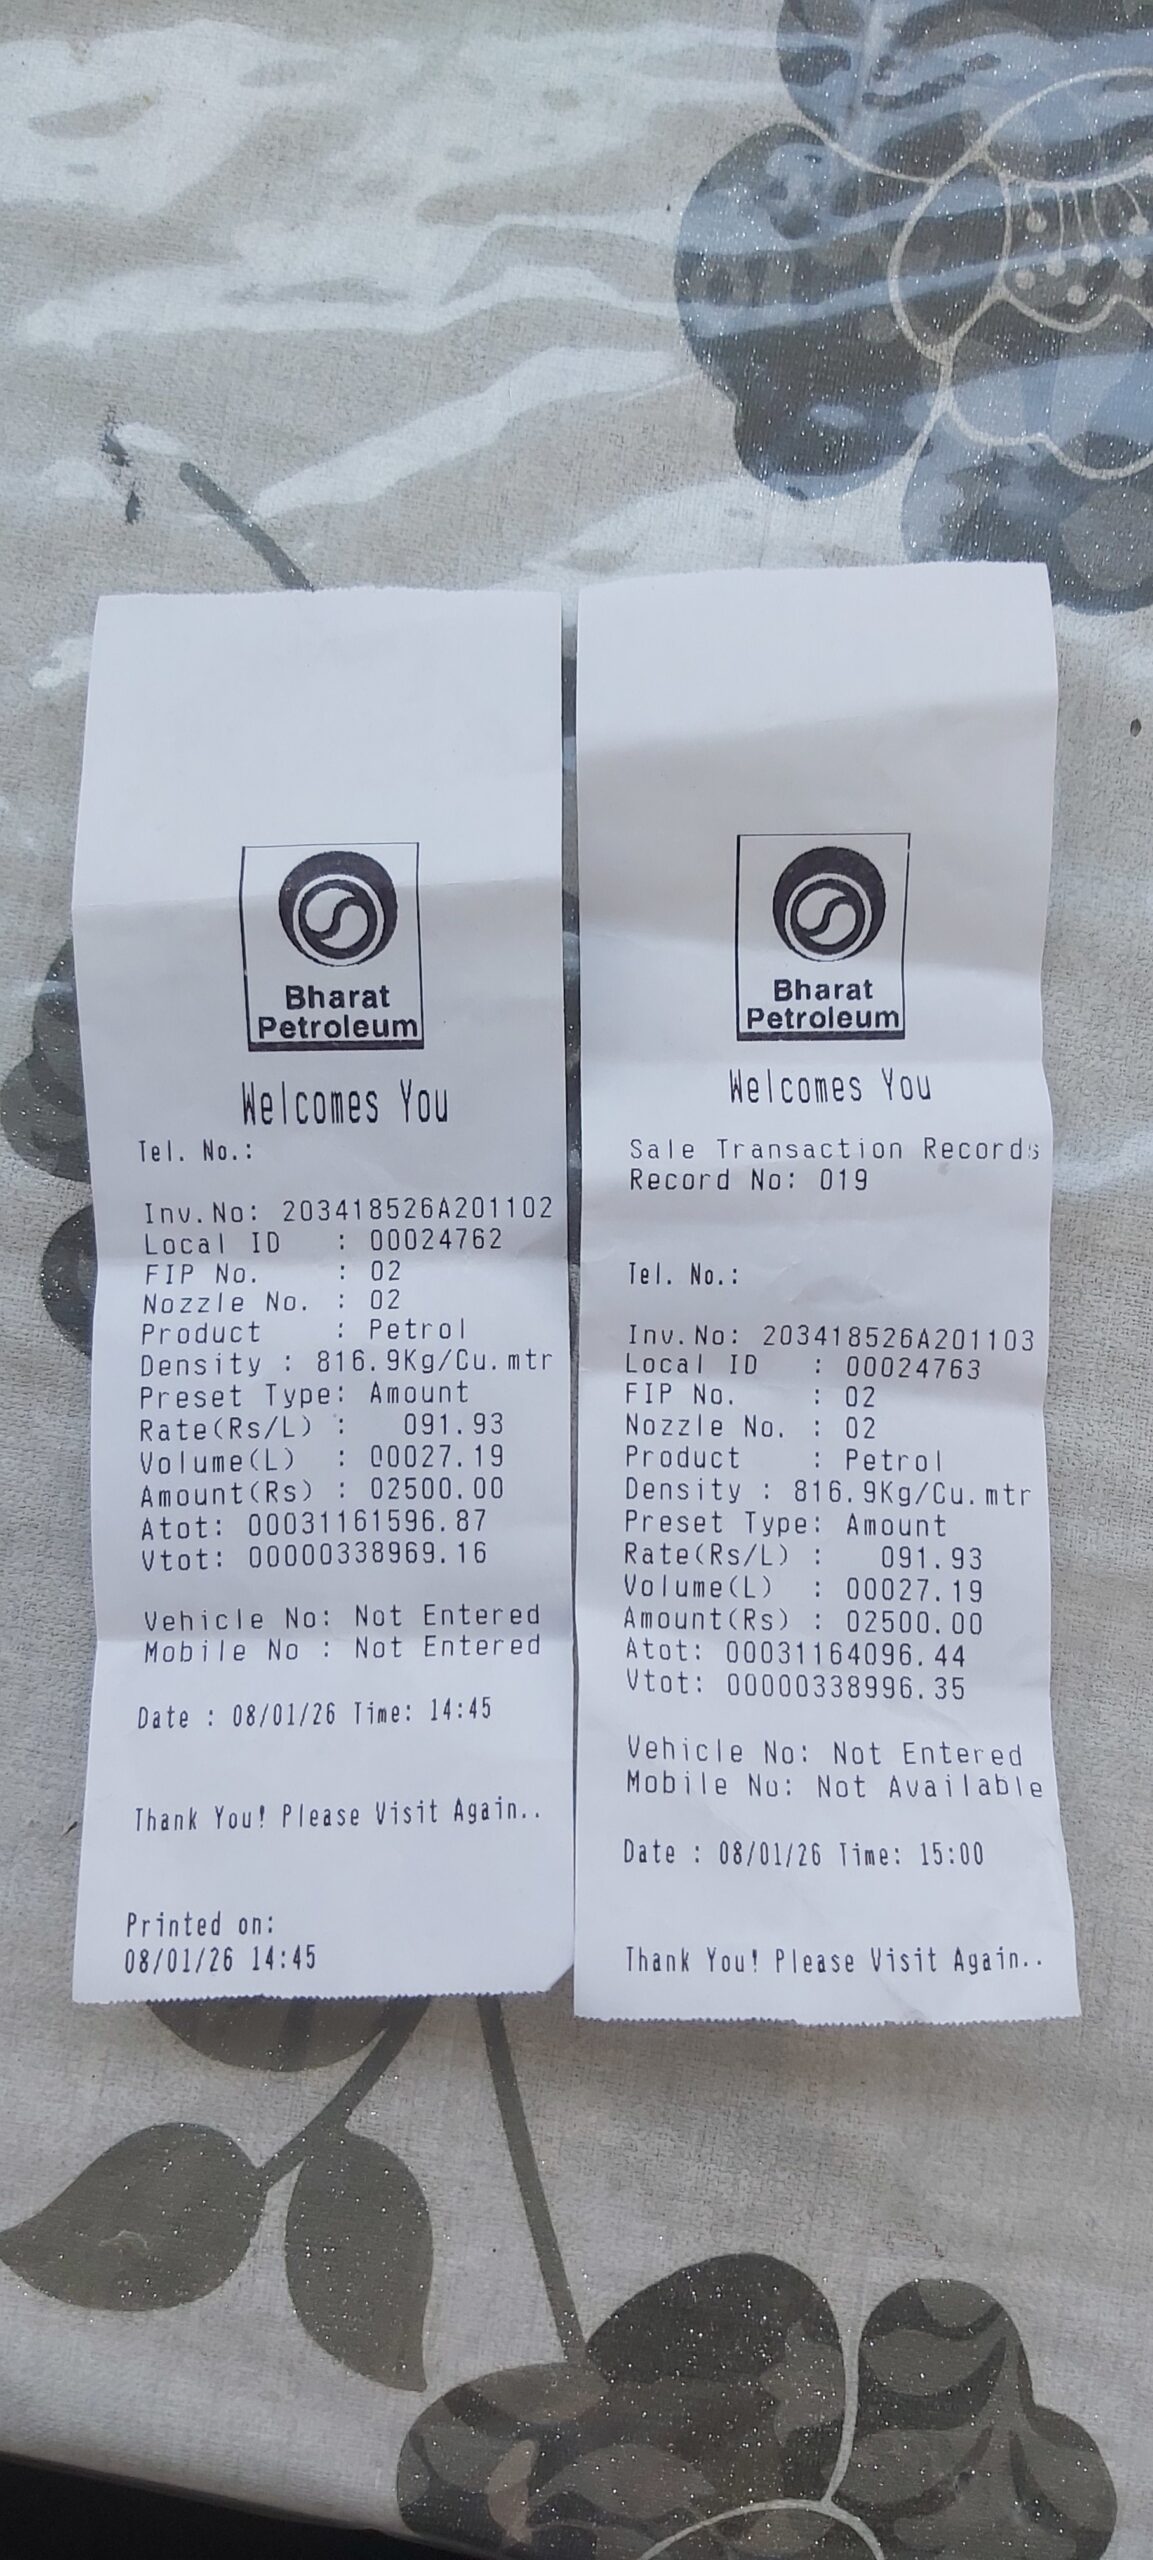 Bharat
Petroleum
Welcomes You
Tel. No.:
Inv.No: 203418526A201102
Local ID : 00024762
FIP No. : 02
Nozzle No. : 02
Product : Petrol
Density : 816.9Kg/Cu.mtr
Preset Type: Amount
Rate(Rs/L) : 091.93
Volume(L) : 00027.19
Amount(Rs) : 02500.00
Atot: 00031161596.87
Vtot: 00000338969.16
Vehicle No: Not Entered
Mobile No : Not Entered
Date : 08/01/26 Time: 14:45
Thank You! Please Visit Again..
Printed on:
08/01/26 14:45
Bharat
Petroleum
Welcomes You
Sale Transaction Records
Record No: 019
Tel. No.:
Inv.No: 203418526A201103
Local ID : 00024763
FIP No. : 02
Nozzle No. : 02
Product : Petrol
Density : 816.9Kg/Cu.mtr
Preset Type: Amount
Rate(Rs/L) : 091.93
Volume(L) : 00027.19
Amount(Rs) : 02500.00
Atot: 00031164096.44
Vtot: 00000338996.35
Vehicle No: Not Entered
Mobile No: Not Available
Date : 08/01/26 Time: 15:00
Thank You! Please Visit Again..